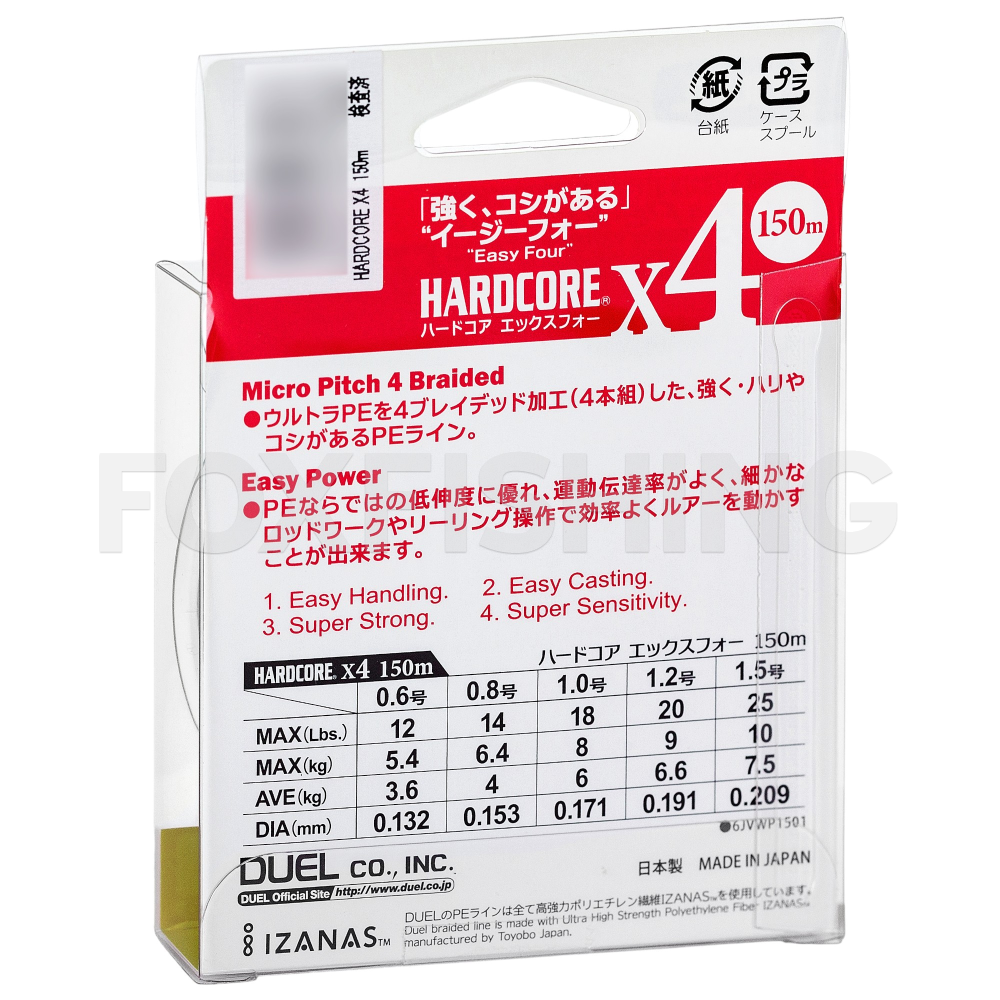 HARDCORE X4 150m 検査済
紙
台紙
プラ
ケース
スプール
「強く、コシがある」
“イージーフォー”
"Easy Four"
HARDCORE® X4
150m
ハードコア エックスフォー
Micro Pitch 4 Braided
●ウルトラPEを4ブレイデッド加工(4本組)した、強く・ハリや
コシがあるPEライン。
Easy Power
●PEならではの低伸度に優れ、運動伝達率がよく、細かな
ロッドワークやリーリング操作で効率よくルアーを動かす
ことが出来ます。
1. Easy Handling. 2. Easy Casting.
3. Super Strong. 4. Super Sensitivity.
FOXFISHING
HARDCORE® X4 150m ハードコア エックスフォー 150m
0.6号 0.8号 1.0号 1.2号 1.5号
MAX(Lbs.) 12 14 18 20 25
MAX(kg) 5.4 6.4 8 9 10
AVE(kg) 3.6 4 6 6.6 7.5
DIA(mm) 0.132 0.153 0.171 0.191 0.209
●6JVWP1501
DUEL CO., INC.
日本製 MADE IN JAPAN
DUEL Official Site http://www.duel.co.jp
IZANAS™
DUELのPEラインは全て高強力ポリエチレン繊維IZANAS™を使用しています。
Duel braided line is made with Ultra High Strength Polyethylene Fiber IZANAS™
manufactured by Toyobo Japan.